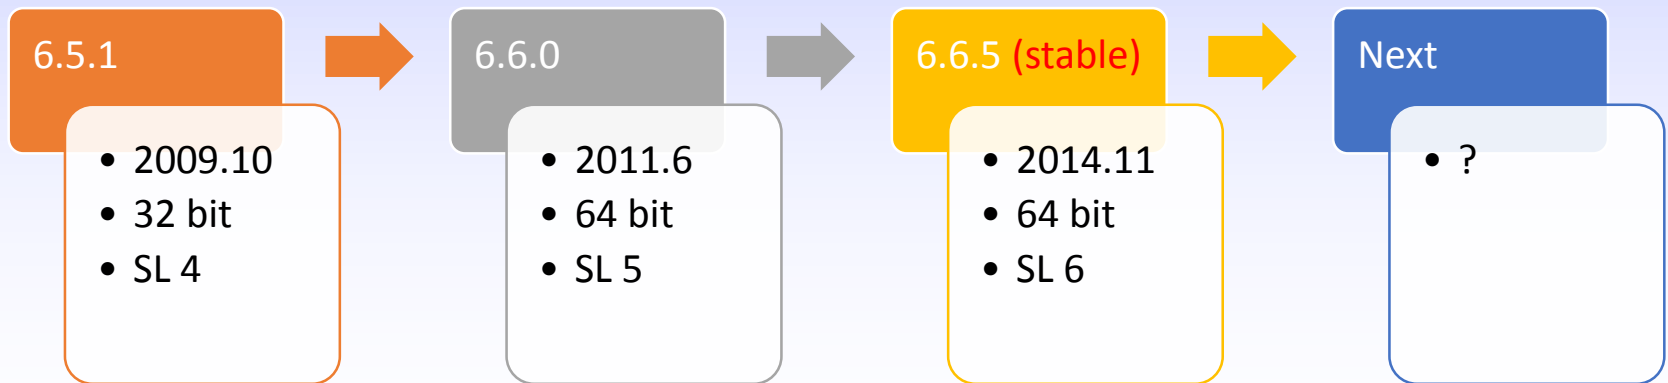 6.5.1
• 2009.10
• 32 bit
• SL 4
6.6.0
• 2011.6
• 64 bit
• SL 5
6.6.5 (stable)
• 2014.11
• 64 bit
• SL 6
Next
• ?